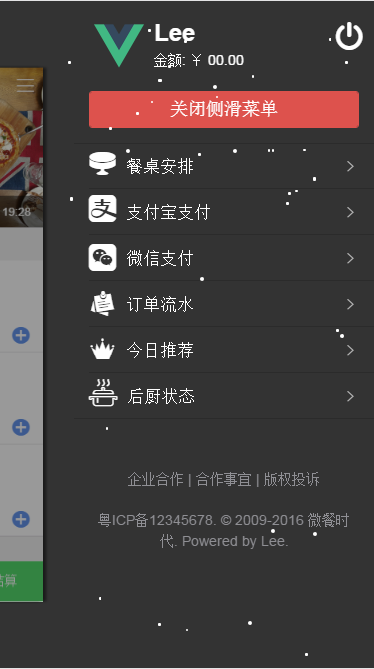 Lee
金额: ￥ 00.00
关闭侧滑菜单
餐桌安排
19:28
支付宝支付
微信支付
订单流水
今日推荐
后厨状态
企业合作 | 合作事宜 | 版权投诉
粤ICP备12345678. © 2009-2016 微餐时
代. Powered by Lee.
结算